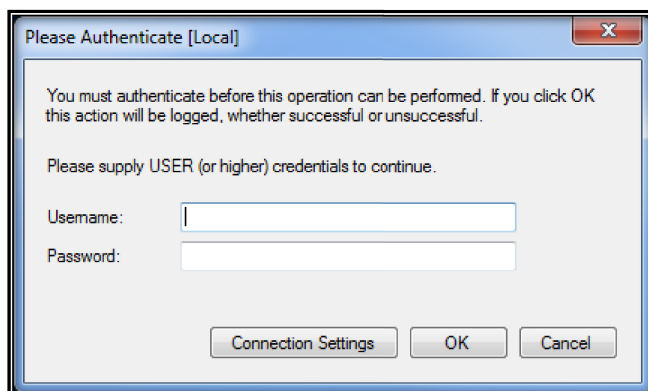 Please Authenticate [Local]
You must authenticate before this operation can be performed. If you click OK
this action will be logged, whether successful or unsuccessful.
Please supply USER (or higher) credentials to continue.
Username:
Password:
Connection Settings OK Cancel